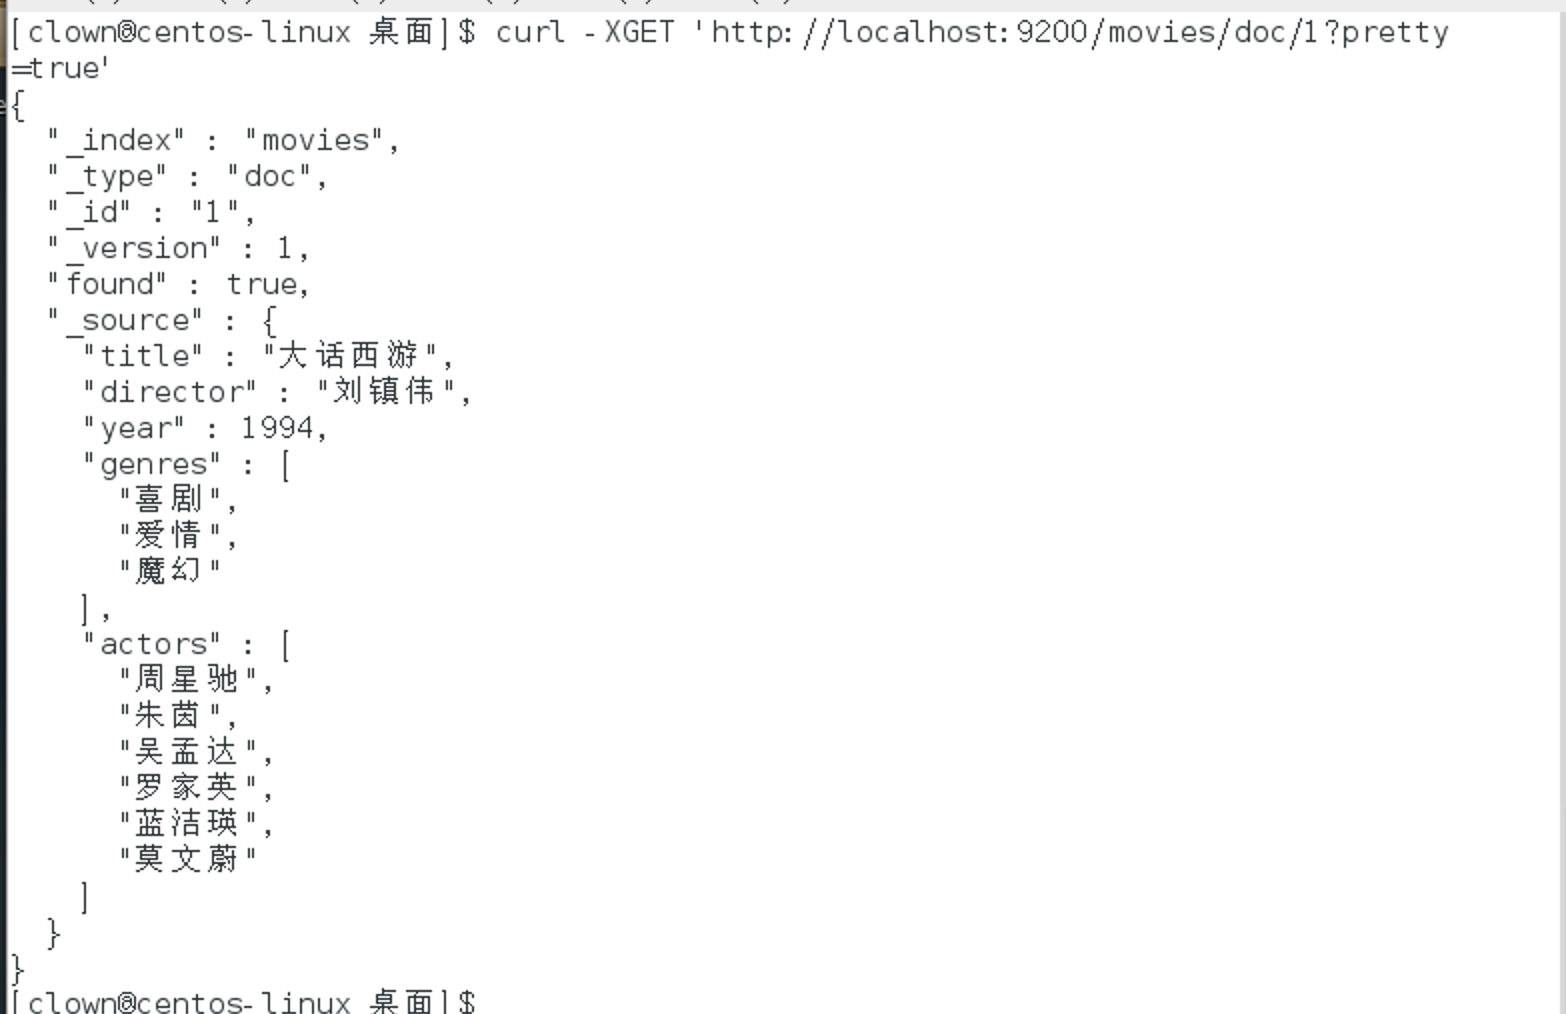 [clown@centos-linux 桌面]$ curl -XGET 'http://localhost:9200/movies/doc/1?pretty
=true'
{
  "_index" : "movies",
  "_type" : "doc",
  "_id" : "1",
  "_version" : 1,
  "found" : true,
  "_source" : {
    "title" : "大话西游",
    "director" : "刘镇伟",
    "year" : 1994,
    "genres" : [
      "喜剧",
      "爱情",
      "魔幻"
    ],
    "actors" : [
      "周星驰",
      "朱茵",
      "吴孟达",
      "罗家英",
      "蓝洁瑛",
      "莫文蔚"
    ]
  }
}
[clown@centos-linux 桌面]$